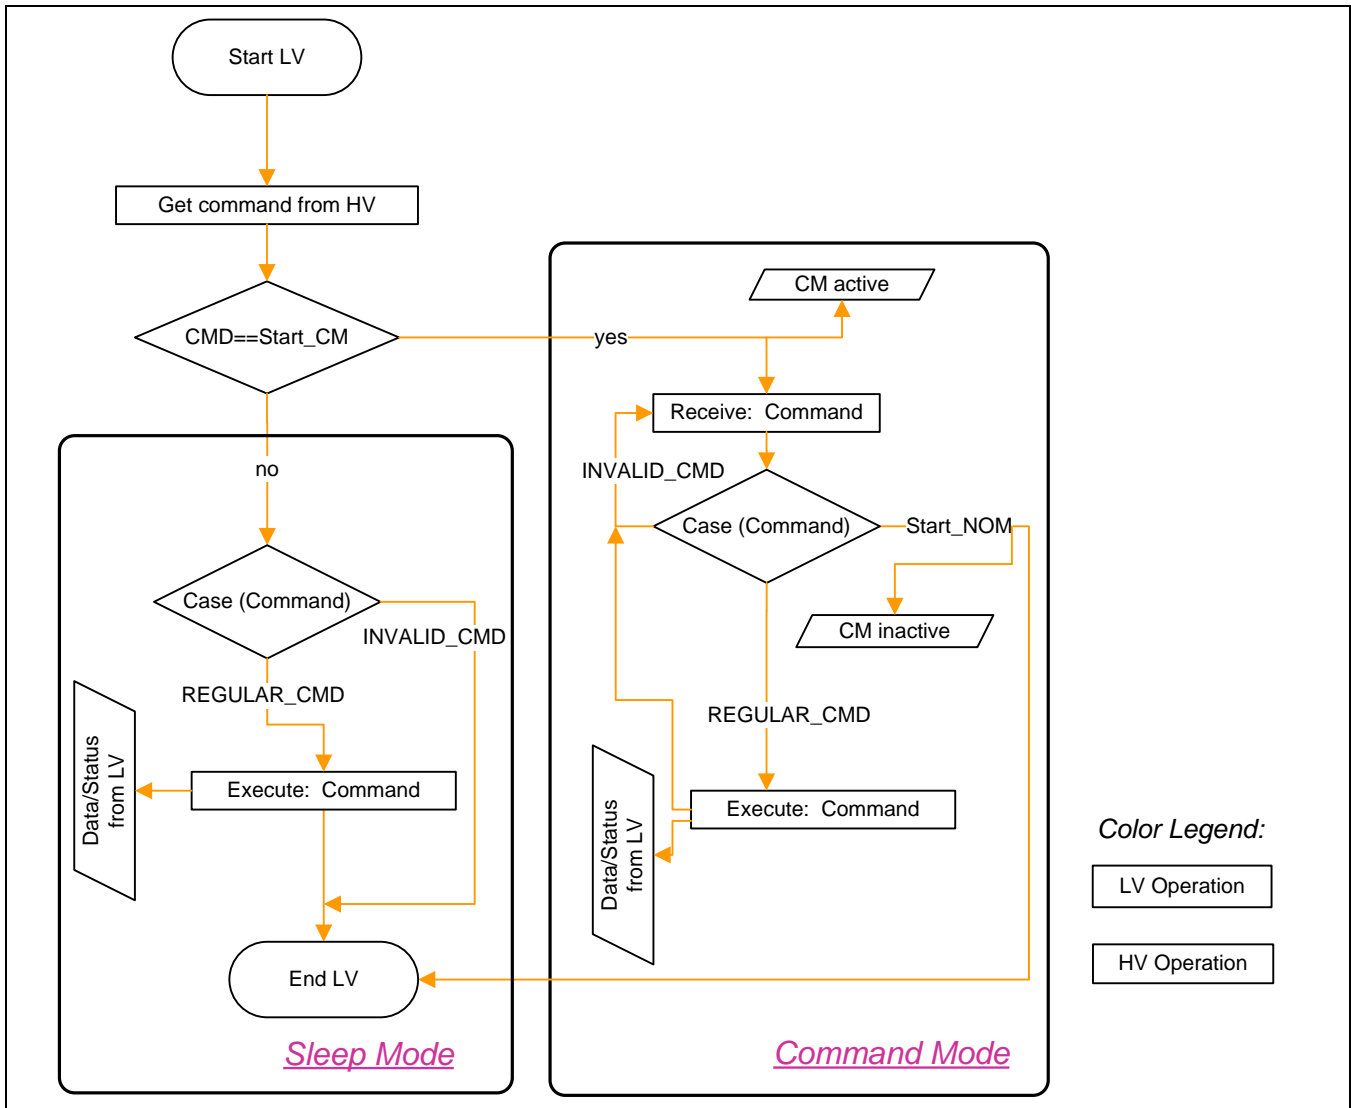 Start LV
Get command from HV
CMD==Start_CM
yes
no
CM active
Receive:  Command
INVALID_CMD
Case (Command)
Start_NOM
CM inactive
REGULAR_CMD
Execute:  Command
Data/Status
from LV
Command Mode
Case (Command)
INVALID_CMD
REGULAR_CMD
Data/Status
from LV
Execute:  Command
End LV
Sleep Mode
Color Legend:
LV Operation
HV Operation